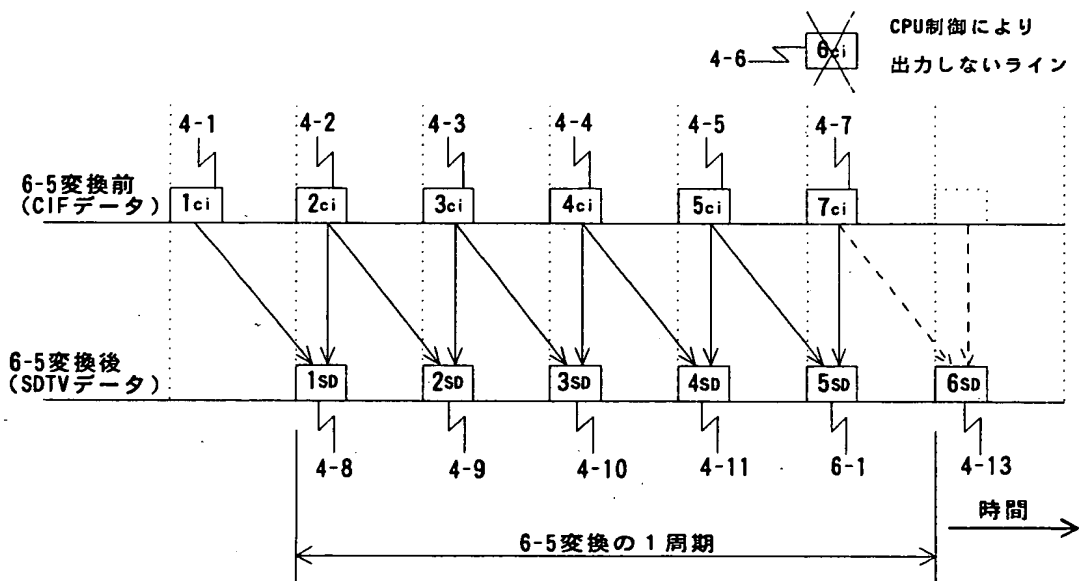 CPU制御により
4-6
6ci
出力しないライン
4-1
4-2
4-3
4-4
4-5
4-7
6-5変換前
(CIFデータ)
1ci
2ci
3ci
4ci
5ci
7ci
6-5変換後
(SDTVデータ)
1SD
2SD
3SD
4SD
5SD
6SD
4-8
4-9
4-10
4-11
6-1
4-13
時間
6-5変換の1周期